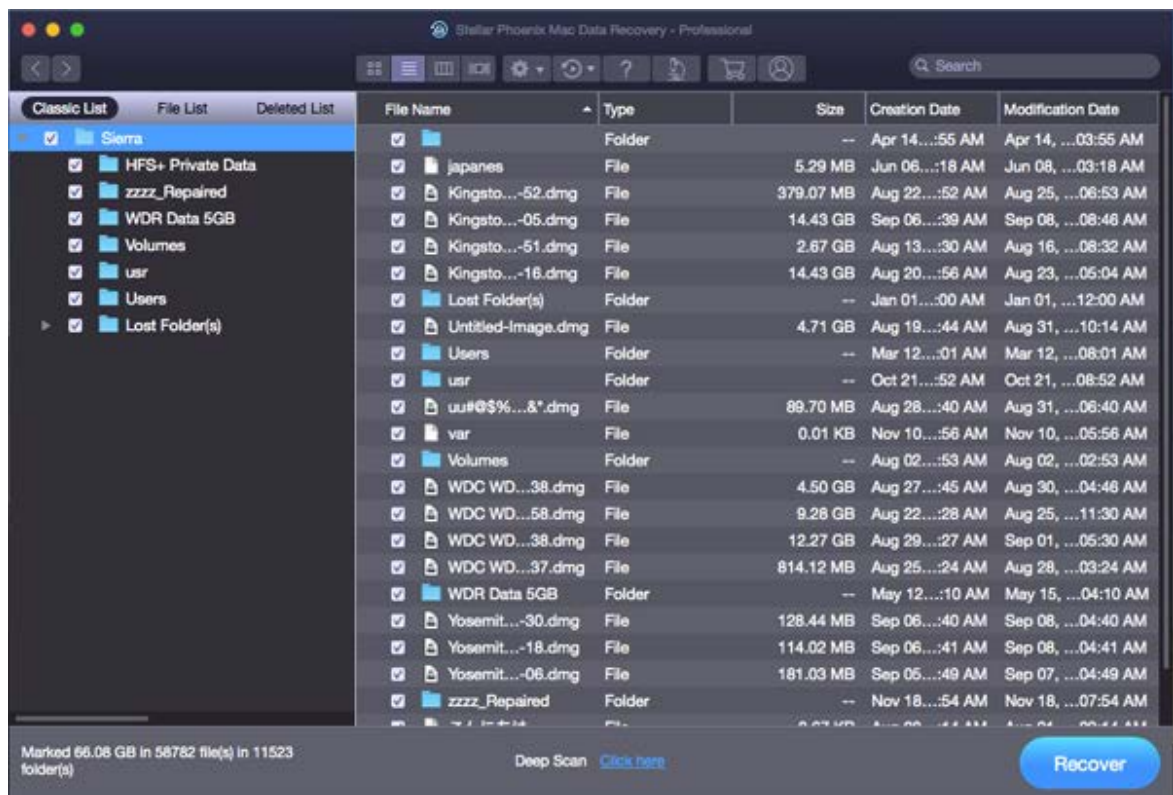 Stellar Phoenix Mac Data Recovery - Professional
Search
Classic List File List Deleted List
Sierra
HFS+ Private Data
zzzz_Repaired
WDR Data 5GB
Volumes
usr
Users
Lost Folder(s)
File Name Type Size Creation Date Modification Date
Folder -- Apr 14...:55 AM Apr 14, ...03:55 AM
japanes File 5.29 MB Jun 06...:18 AM Jun 08, ...03:18 AM
Kingsto...-52.dmg File 379.07 MB Aug 22...:52 AM Aug 25, ...06:53 AM
Kingsto...-05.dmg File 14.43 GB Sep 06...:39 AM Sep 08, ...08:46 AM
Kingsto...-51.dmg File 2.67 GB Aug 13...:30 AM Aug 16, ...08:32 AM
Kingsto...-16.dmg File 14.43 GB Aug 20...:56 AM Aug 23, ...05:04 AM
Lost Folder(s) Folder -- Jan 01...:00 AM Jan 01, ...12:00 AM
Untitled-Image.dmg File 4.71 GB Aug 19...:44 AM Aug 31, ...10:14 AM
Users Folder -- Mar 12...:01 AM Mar 12, ...08:01 AM
usr Folder -- Oct 21...:52 AM Oct 21, ...08:52 AM
uu#@$%...&*.dmg File 89.70 MB Aug 28...:40 AM Aug 31, ...06:40 AM
var File 0.01 KB Nov 10...:56 AM Nov 10, ...05:56 AM
Volumes Folder -- Aug 02...:53 AM Aug 02, ...02:53 AM
WDC WD...38.dmg File 4.50 GB Aug 27...:45 AM Aug 30, ...04:46 AM
WDC WD...58.dmg File 9.28 GB Aug 22...:28 AM Aug 25, ...11:30 AM
WDC WD...38.dmg File 12.27 GB Aug 29...:27 AM Sep 01, ...05:30 AM
WDC WD...37.dmg File 814.12 MB Aug 25...:24 AM Aug 28, ...03:24 AM
WDR Data 5GB Folder -- May 12...:10 AM May 15, ...04:10 AM
Yosemit...-30.dmg File 128.44 MB Sep 06...:40 AM Sep 08, ...04:40 AM
Yosemit...-18.dmg File 114.02 MB Sep 06...:41 AM Sep 08, ...04:41 AM
Yosemit...-06.dmg File 181.03 MB Sep 05...:49 AM Sep 07, ...04:49 AM
zzzz_Repaired Folder -- Nov 18...:54 AM Nov 18, ...07:54 AM
Marked 66.08 GB in 58782 file(s) in 11523
folder(s)
Deep Scan Click here
Recover